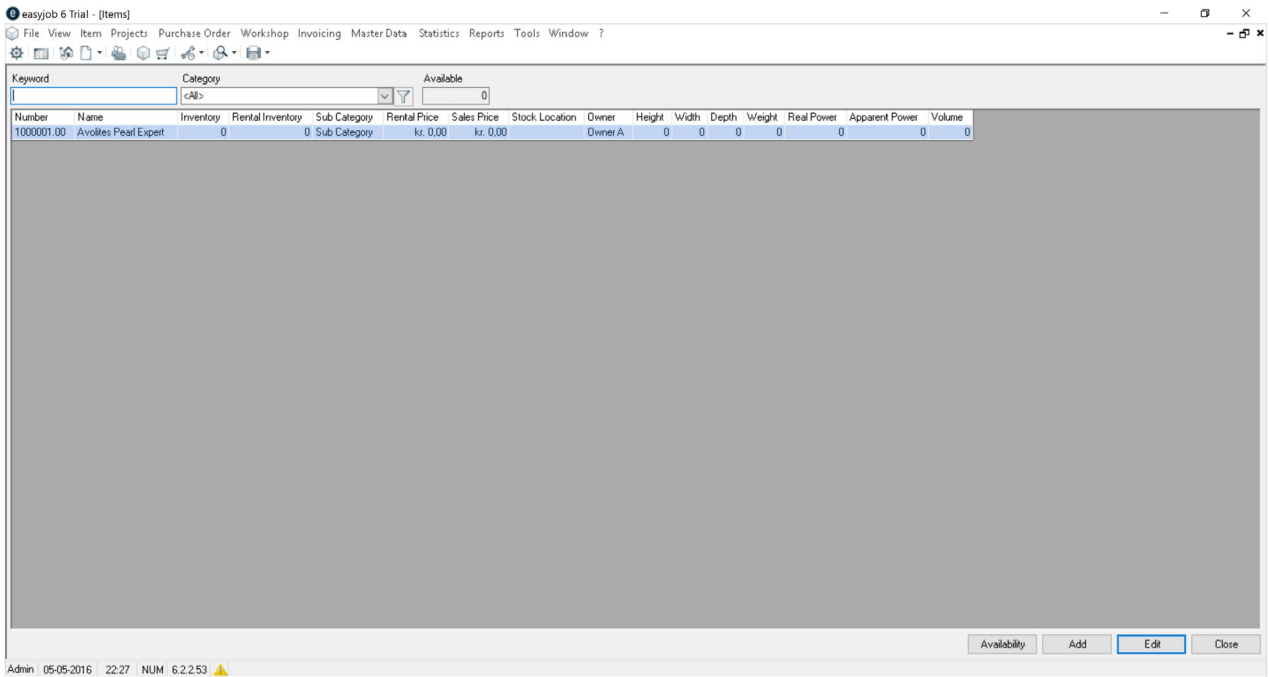 easyjob 6 Trial - [Items]
File View Item Projects Purchase Order Workshop Invoicing Master Data Statistics Reports Tools Window ?
Keyword Category Available
<All> 0
Number Name Inventory Rental Inventory Sub Category Rental Price Sales Price Stock Location Owner Height Width Depth Weight Real Power Apparent Power Volume
1000001.00 Avolites Pearl Expert 0 0 Sub Category kr. 0,00 kr. 0,00 Owner A 0 0 0 0 0 0 0
Availability Add Edit Close
Admin 05-05-2016 22:27 NUM 6.2.2.53